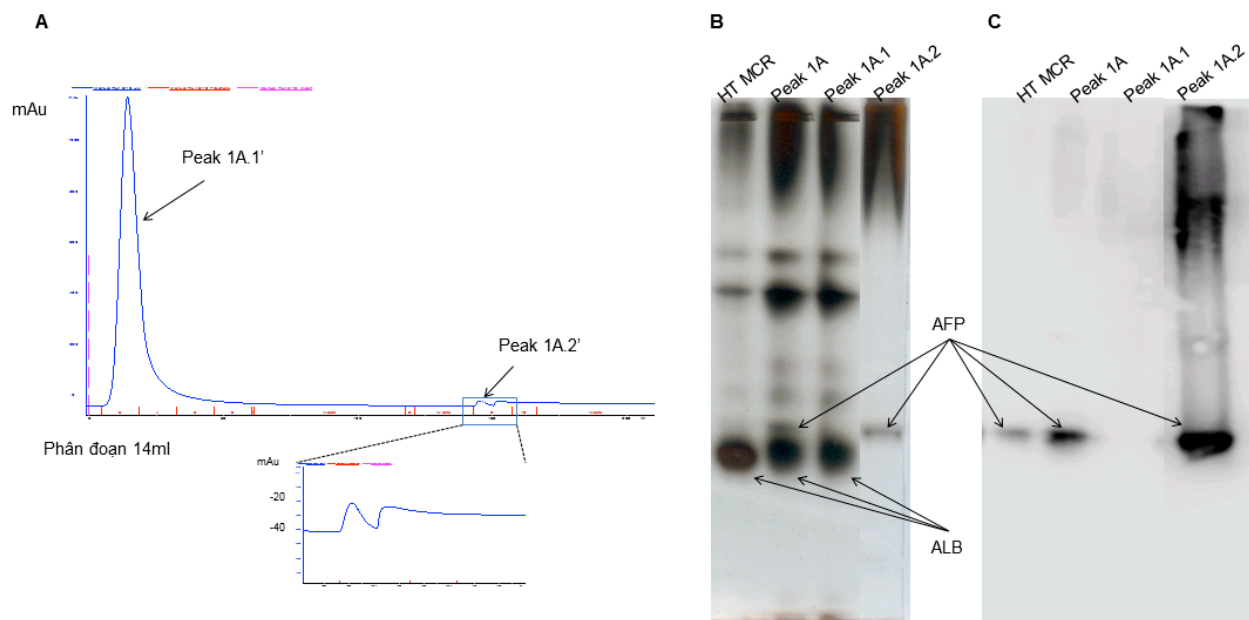 A
mAu
Peak 1A.1’
Peak 1A.2’
Phân đoạn 14ml
mAu
-20
-40
B
HT MCR
Peak 1A
Peak 1A.1
Peak 1A.2
C
HT MCR
Peak 1A
Peak 1A.1
Peak 1A.2
AFP
ALB